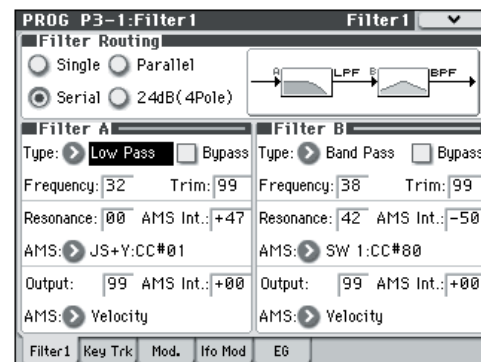 PROG P3-1:Filter1 Filter1
Filter Routing
Single Parallel
Serial 24dB(4Pole)
A LPF B BPF
Filter A
Type: Low Pass Bypass
Frequency: 32 Trim: 99
Resonance: 00 AMS Int.: +47
AMS: JS+Y:CC#01
Output: 99 AMS Int.: +00
AMS: Velocity
Filter B
Type: Band Pass Bypass
Frequency: 38 Trim: 99
Resonance: 42 AMS Int.: -50
AMS: SW 1:CC#80
Output: 99 AMS Int.: +00
AMS: Velocity
Filter1 Key Trk Mod. lfo Mod EG